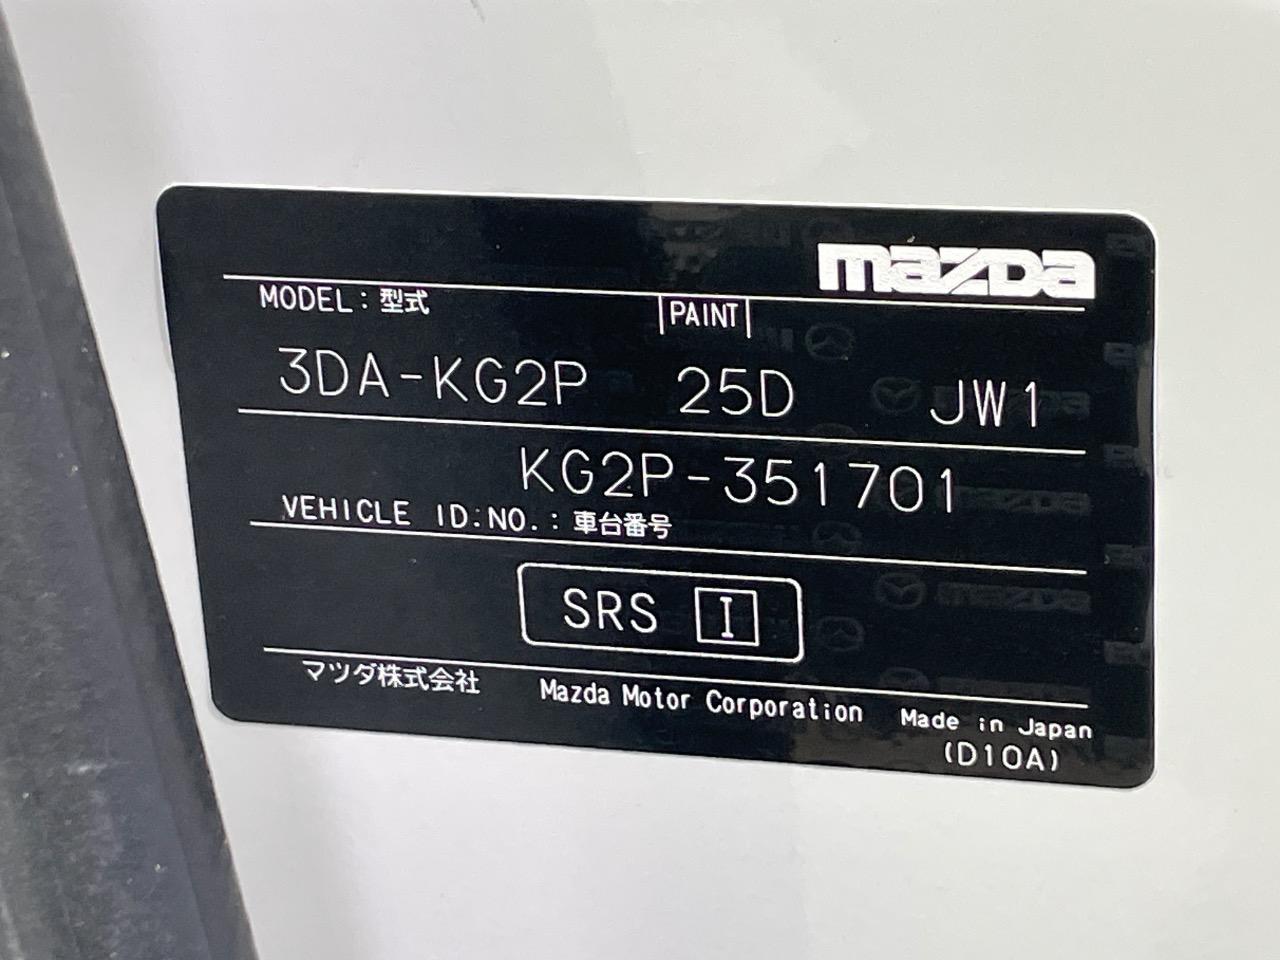 mazda
MODEL : 型式 PAINT
3DA-KG2P 25D JW1
KG2P-351701
VEHICLE ID.NO. : 車台番号
SRS I
マツダ株式会社 Mazda Motor Corporation Made in Japan
(D10A)